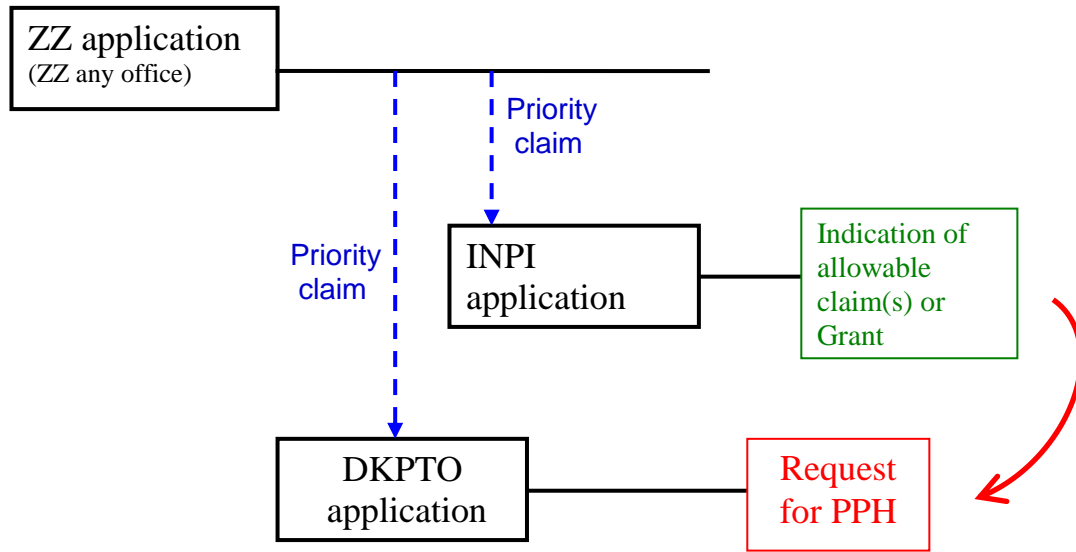 ZZ application
(ZZ any office)
Priority
claim
Priority
claim
INPI
application
Indication of
allowable
claim(s) or
Grant
DKPTO
application
Request
for PPH